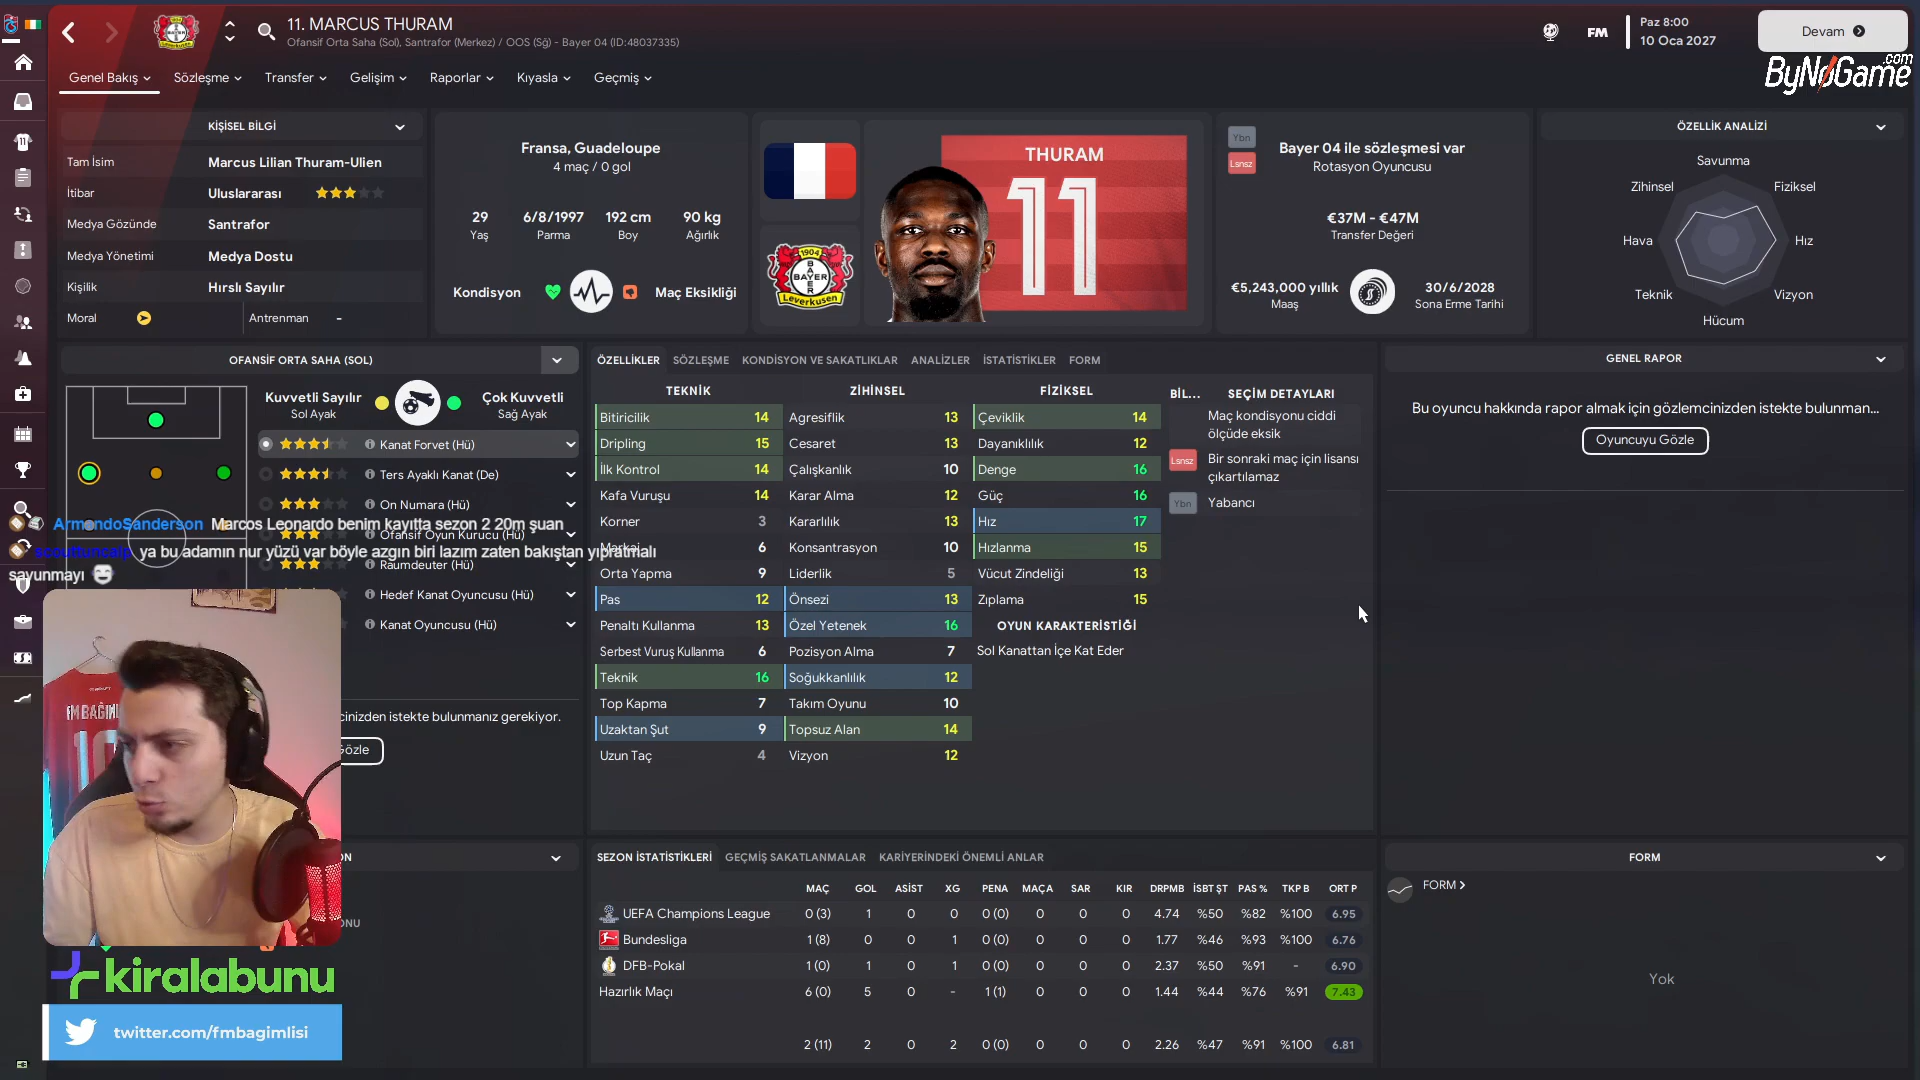 11. MARCUS THURAM
Ofansif Orta Saha (Sol), Santrafor (Merkez) / OOS (Sğ) - Bayer 04 (ID:48037335)
FM
Paz 8:00
10 Oca 2027
Devam
ByNoGame.com
Genel Bakış
Sözleşme
Transfer
Gelişim
Raporlar
Kıyasla
Geçmiş
KİŞİSEL BİLGİ
Tam İsim Marcus Lilian Thuram-Ulien
İtibar Uluslararası
Medya Gözünde Santrafor
Medya Yönetimi Medya Dostu
Kişilik Hırslı Sayılır
Moral
Antrenman -
Fransa, Guadeloupe
4 maç / 0 gol
29 6/8/1997 192 cm 90 kg
Yaş Parma Boy Ağırlık
Kondisyon
Maç Eksikliği
1904
BAYER
BAYER
Leverkusen
THURAM
11
Ybn
Lsnsz
Bayer 04 ile sözleşmesi var
Rotasyon Oyuncusu
€37M - €47M
Transfer Değeri
€5,243,000 yıllık
Maaş
30/6/2028
Sona Erme Tarihi
ÖZELLİK ANALİZİ
Savunma
Zihinsel
Fiziksel
Hava
Hız
Teknik
Vizyon
Hücum
OFANSİF ORTA SAHA (SOL)
Kuvvetli Sayılır
Sol Ayak
Çok Kuvvetli
Sağ Ayak
Kanat Forvet (Hü)
Ters Ayaklı Kanat (De)
On Numara (Hü)
Ofansif Oyun Kurucu (Hü)
Raumdeuter (Hü)
Hedef Kanat Oyuncusu (Hü)
Kanat Oyuncusu (Hü)
ArmandoSanderson Marcos Leonardo benim kayıtta sezon 2 20m şuan
scouttuncalp ya bu adamın nur yüzü var böyle azgın biri lazım zaten bakıştan yıpratmalı
savunmayı
cinizden istekte bulunmanız gerekiyor.
Gözle
ÖZELLİKLER
SÖZLEŞME
KONDİSYON VE SAKATLIKLAR
ANALİZLER
İSTATİSTİKLER
FORM
TEKNİK
Bitiricilik 14
Dripling 15
İlk Kontrol 14
Kafa Vuruşu 14
Korner 3
Markaj 6
Orta Yapma 9
Pas 12
Penaltı Kullanma 13
Serbest Vuruş Kullanma 6
Teknik 16
Top Kapma 7
Uzaktan Şut 9
Uzun Taç 4
ZİHİNSEL
Agresiflik 13
Cesaret 13
Çalışkanlık 10
Karar Alma 12
Kararlılık 13
Konsantrasyon 10
Liderlik 5
Önsezi 13
Özel Yetenek 16
Pozisyon Alma 7
Soğukkanlılık 12
Takım Oyunu 10
Topsuz Alan 14
Vizyon 12
FİZİKSEL
Çeviklik 14
Dayanıklılık 12
Denge 16
Güç 16
Hız 17
Hızlanma 15
Vücut Zindeliği 13
Zıplama 15
OYUN KARAKTERİSTİĞİ
Sol Kanattan İçe Kat Eder
BİL... SEÇİM DETAYLARI
Maç kondisyonu ciddi
ölçüde eksik
Lsnsz Bir sonraki maç için lisansı
çıkartılamaz
Ybn Yabancı
GENEL RAPOR
Bu oyuncu hakkında rapor almak için gözlemcinizden istekte bulunman...
Oyuncuyu Gözle
SEZON İSTATİSTİKLERİ
GEÇMİŞ SAKATLANMALAR
KARİYERİNDEKİ ÖNEMLİ ANLAR
MAÇ GOL ASİST XG PENA MAÇA SAR KIR DRPMB İSBT ŞT PAS % TKP B ORT P
UEFA Champions League 0 (3) 1 0 0 0 (0) 0 0 0 4.74 %50 %82 %100 6.95
Bundesliga 1 (8) 0 0 1 0 (0) 0 0 0 1.77 %46 %93 %100 6.76
DFB-Pokal 1 (0) 1 0 1 0 (0) 0 0 0 2.37 %50 %91 - 6.90
Hazırlık Maçı 6 (0) 5 0 - 1 (1) 0 0 0 1.44 %44 %76 %91 7.43
2 (11) 2 0 2 0 (0) 0 0 0 2.26 %47 %91 %100 6.81
FORM
FORM
Yok
kiralabunu
twitter.com/fmbagimlisi